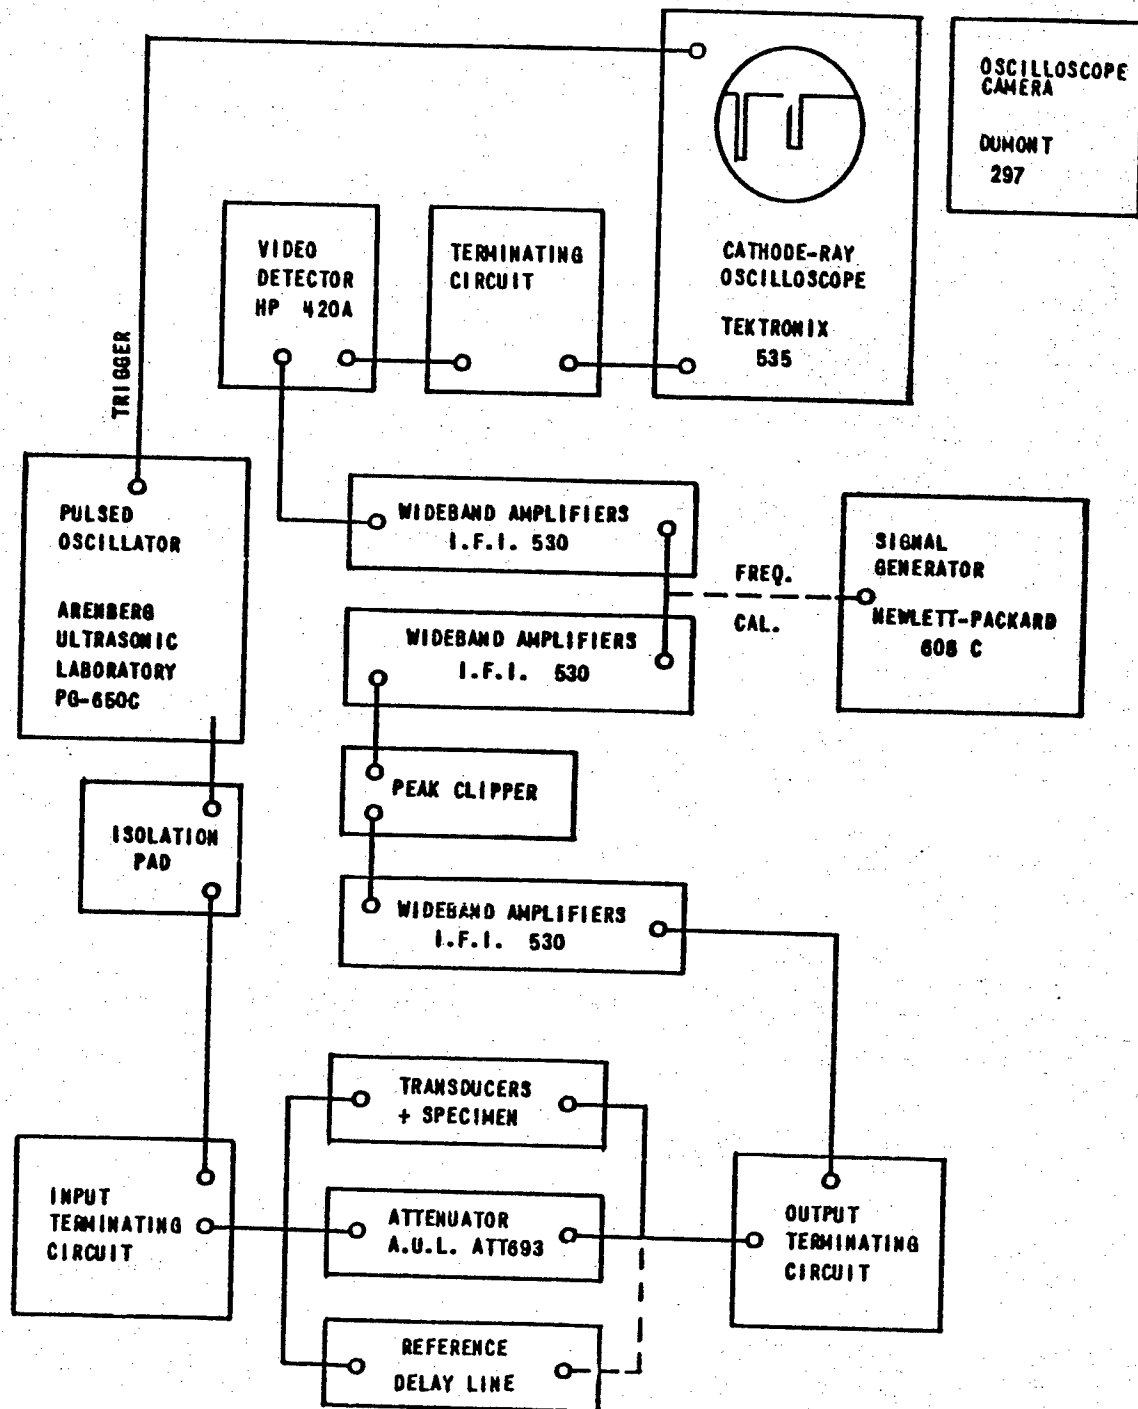 OSCILLOSCOPE
CAMERA
DUMONT
297
CATHODE-RAY
OSCILLOSCOPE
TEKTRONIX
535
VIDEO
DETECTOR
HP 420A
TERMINATING
CIRCUIT
TRIGGER
PULSED
OSCILLATOR
ARENBERG
ULTRASONIC
LABORATORY
PG-650C
WIDEBAND AMPLIFIERS
I.F.I. 530
FREQ.
CAL.
SIGNAL
GENERATOR
HEWLETT-PACKARD
608 C
WIDEBAND AMPLIFIERS
I.F.I. 530
PEAK CLIPPER
ISOLATION
PAD
WIDEBAND AMPLIFIERS
I.F.I. 530
TRANSDUCERS
+ SPECIMEN
INPUT
TERMINATING
CIRCUIT
ATTENUATOR
A.U.L. ATT693
OUTPUT
TERMINATING
CIRCUIT
REFERENCE
DELAY LINE